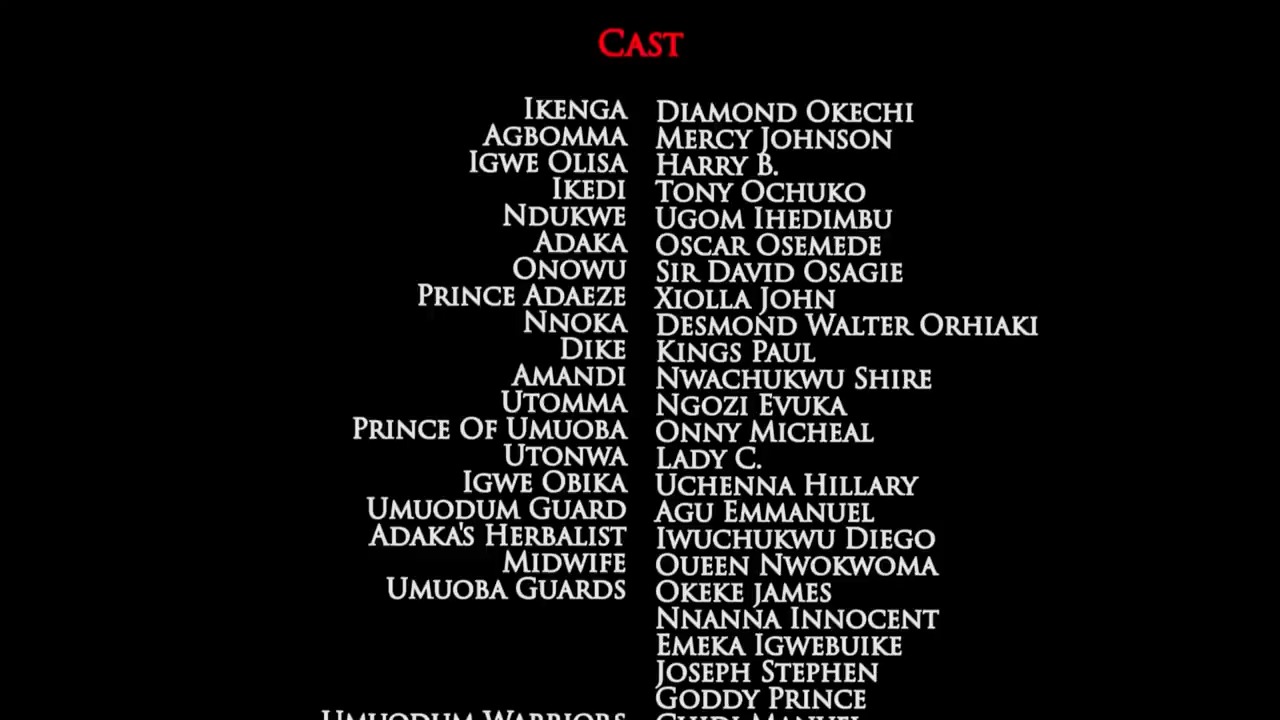 CAST
IKENGA DIAMOND OKECHI
AGBOMMA MERCY JOHNSON
IGWE OLISA HARRY B.
IKEDI TONY OCHUKO
NDUKWE UGOM IHEDIMBU
ADAKA OSCAR OSEMEDE
ONOWU SIR DAVID OSAGIE
PRINCE ADAEZE XIOLLA JOHN
NNOKA DESMOND WALTER ORHIAKI
DIKE KINGS PAUL
AMANDI NWACHUKWU SHIRE
UTOMMA NGOZI EVUKA
PRINCE OF UMUOBA ONNY MICHEAL
UTONWA LADY C.
IGWE OBIKA UCHENNA HILLARY
UMUODUM GUARD AGU EMMANUEL
ADAKA'S HERBALIST IWUCHUKWU DIEGO
MIDWIFE QUEEN NWOKWOMA
UMUOBA GUARDS OKEKE JAMES
NNANNA INNOCENT
EMEKA IGWEBUIKE
JOSEPH STEPHEN
GODDY PRINCE
UMUODUM WARRIORS